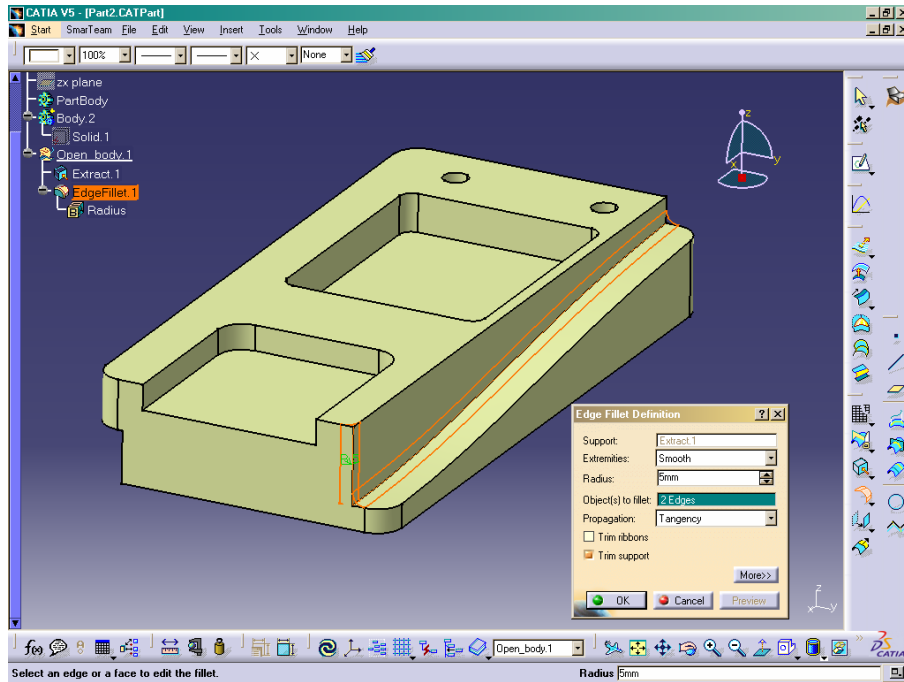 CATIA V5 - [Part2.CATPart]
Start SmarTeam File Edit View Insert Tools Window Help
100% None
zx plane
PartBody
Body.2
Solid.1
Open_body.1
Extract.1
EdgeFillet.1
Radius
z
y
x
Edge Fillet Definition
Support: Extract.1
Extremities: Smooth
Radius: 5mm
Object(s) to fillet: 2 Edges
Propagation: Tangency
Trim ribbons
Trim support
More>>
OK Cancel Preview
z
x y
f(x) Open_body.1
CATIA
Select an edge or a face to edit the fillet. Radius 5mm